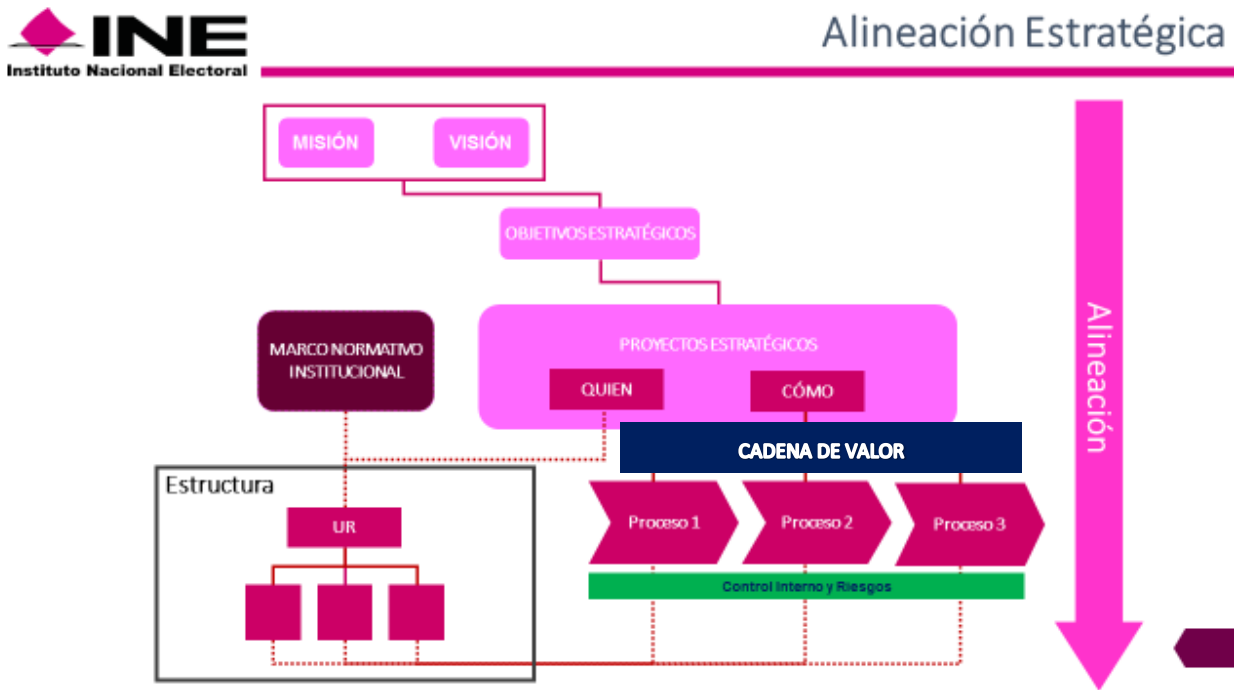 INE
Instituto Nacional Electoral
Alineación Estratégica
MISIÓN
VISIÓN
OBJETIVOS ESTRATÉGICOS
MARCO NORMATIVO
INSTITUCIONAL
PROYECTOS ESTRATÉGICOS
QUIEN
CÓMO
CADENA DE VALOR
Estructura
UR
Proceso 1
Proceso 2
Proceso 3
Control Interno y Riesgos
Alineación